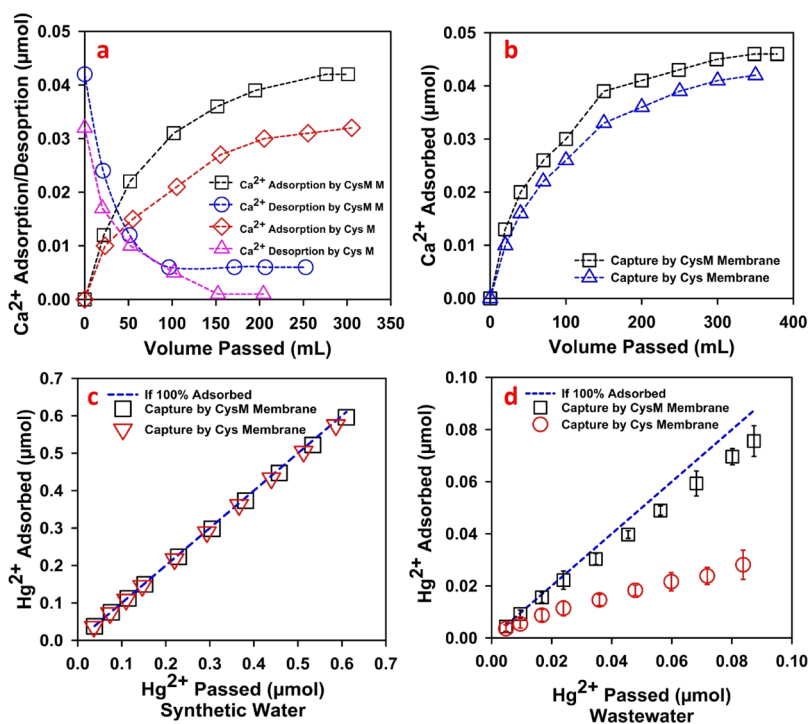 a
Ca2+ Adsorption/Desoprtion (µmol)
0.05
0.04
0.03
0.02
0.01
0.00
Ca2+ Adsorption by CysM M
Ca2+ Desorption by CysM M
Ca2+ Adsorption by Cys M
Ca2+ Desoprtion by Cys M
0 50 100 150 200 250 300 350
Volume Passed (mL)
b
Ca2+ Adsorbed (µmol)
0.05
0.04
0.03
0.02
0.01
0.00
Capture by CysM Membrane
Capture by Cys Membrane
0 100 200 300 400
Volume Passed (mL)
c
Hg2+ Adsorbed (µmol)
0.7
0.6
0.5
0.4
0.3
0.2
0.1
0.0
If 100% Adsorbed
Capture by CysM Membrane
Capture by Cys Membrane
0.0 0.1 0.2 0.3 0.4 0.5 0.6 0.7
Hg2+ Passed (µmol)
Synthetic Water
d
Hg2+ Adsorbed (µmol)
0.10
0.08
0.06
0.04
0.02
0.00
If 100% Adsorbed
Capture by CysM Membrane
Capture by Cys Membrane
0.00 0.02 0.04 0.06 0.08 0.10
Hg2+ Passed (µmol)
Wastewater